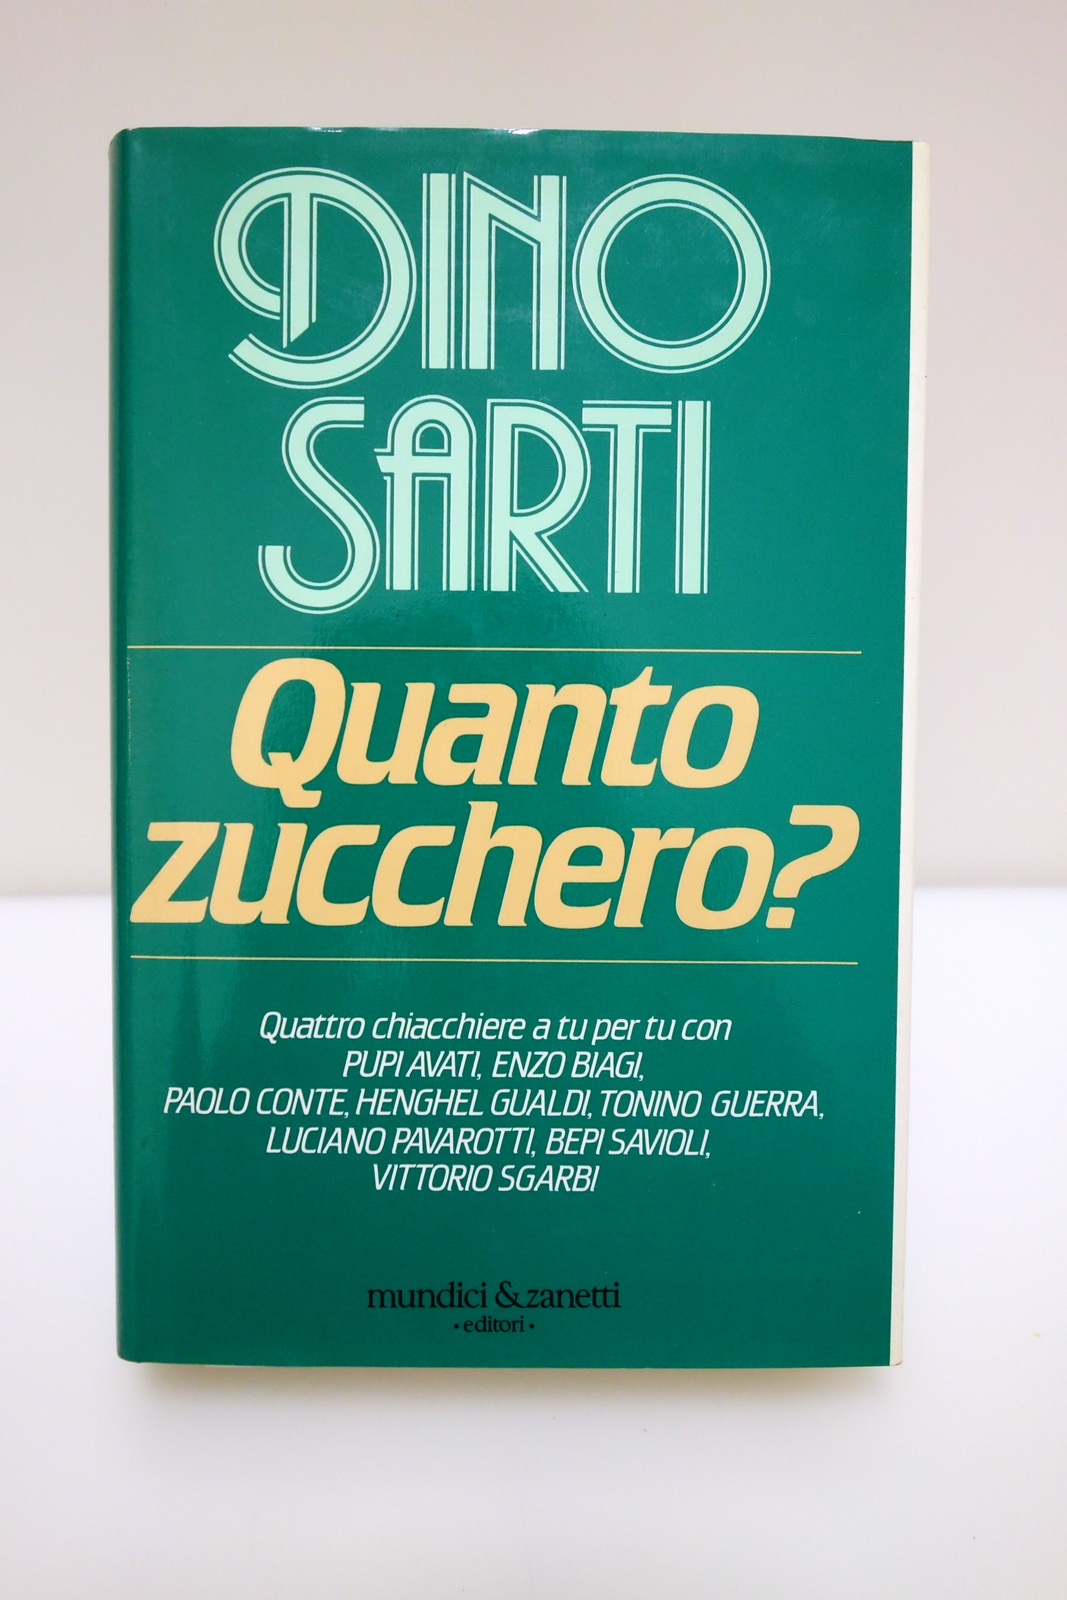 DINO
SARTI
Quanto
zucchero?
Quattro chiacchiere a tu per tu con
PUPI AVATI, ENZO BIAGI,
PAOLO CONTE, HENGHEL GUALDI, TONINO GUERRA,
LUCIANO PAVAROTTI, BEPI SAVIOLI,
VITTORIO SGARBI
mundici & zanetti
• editori •